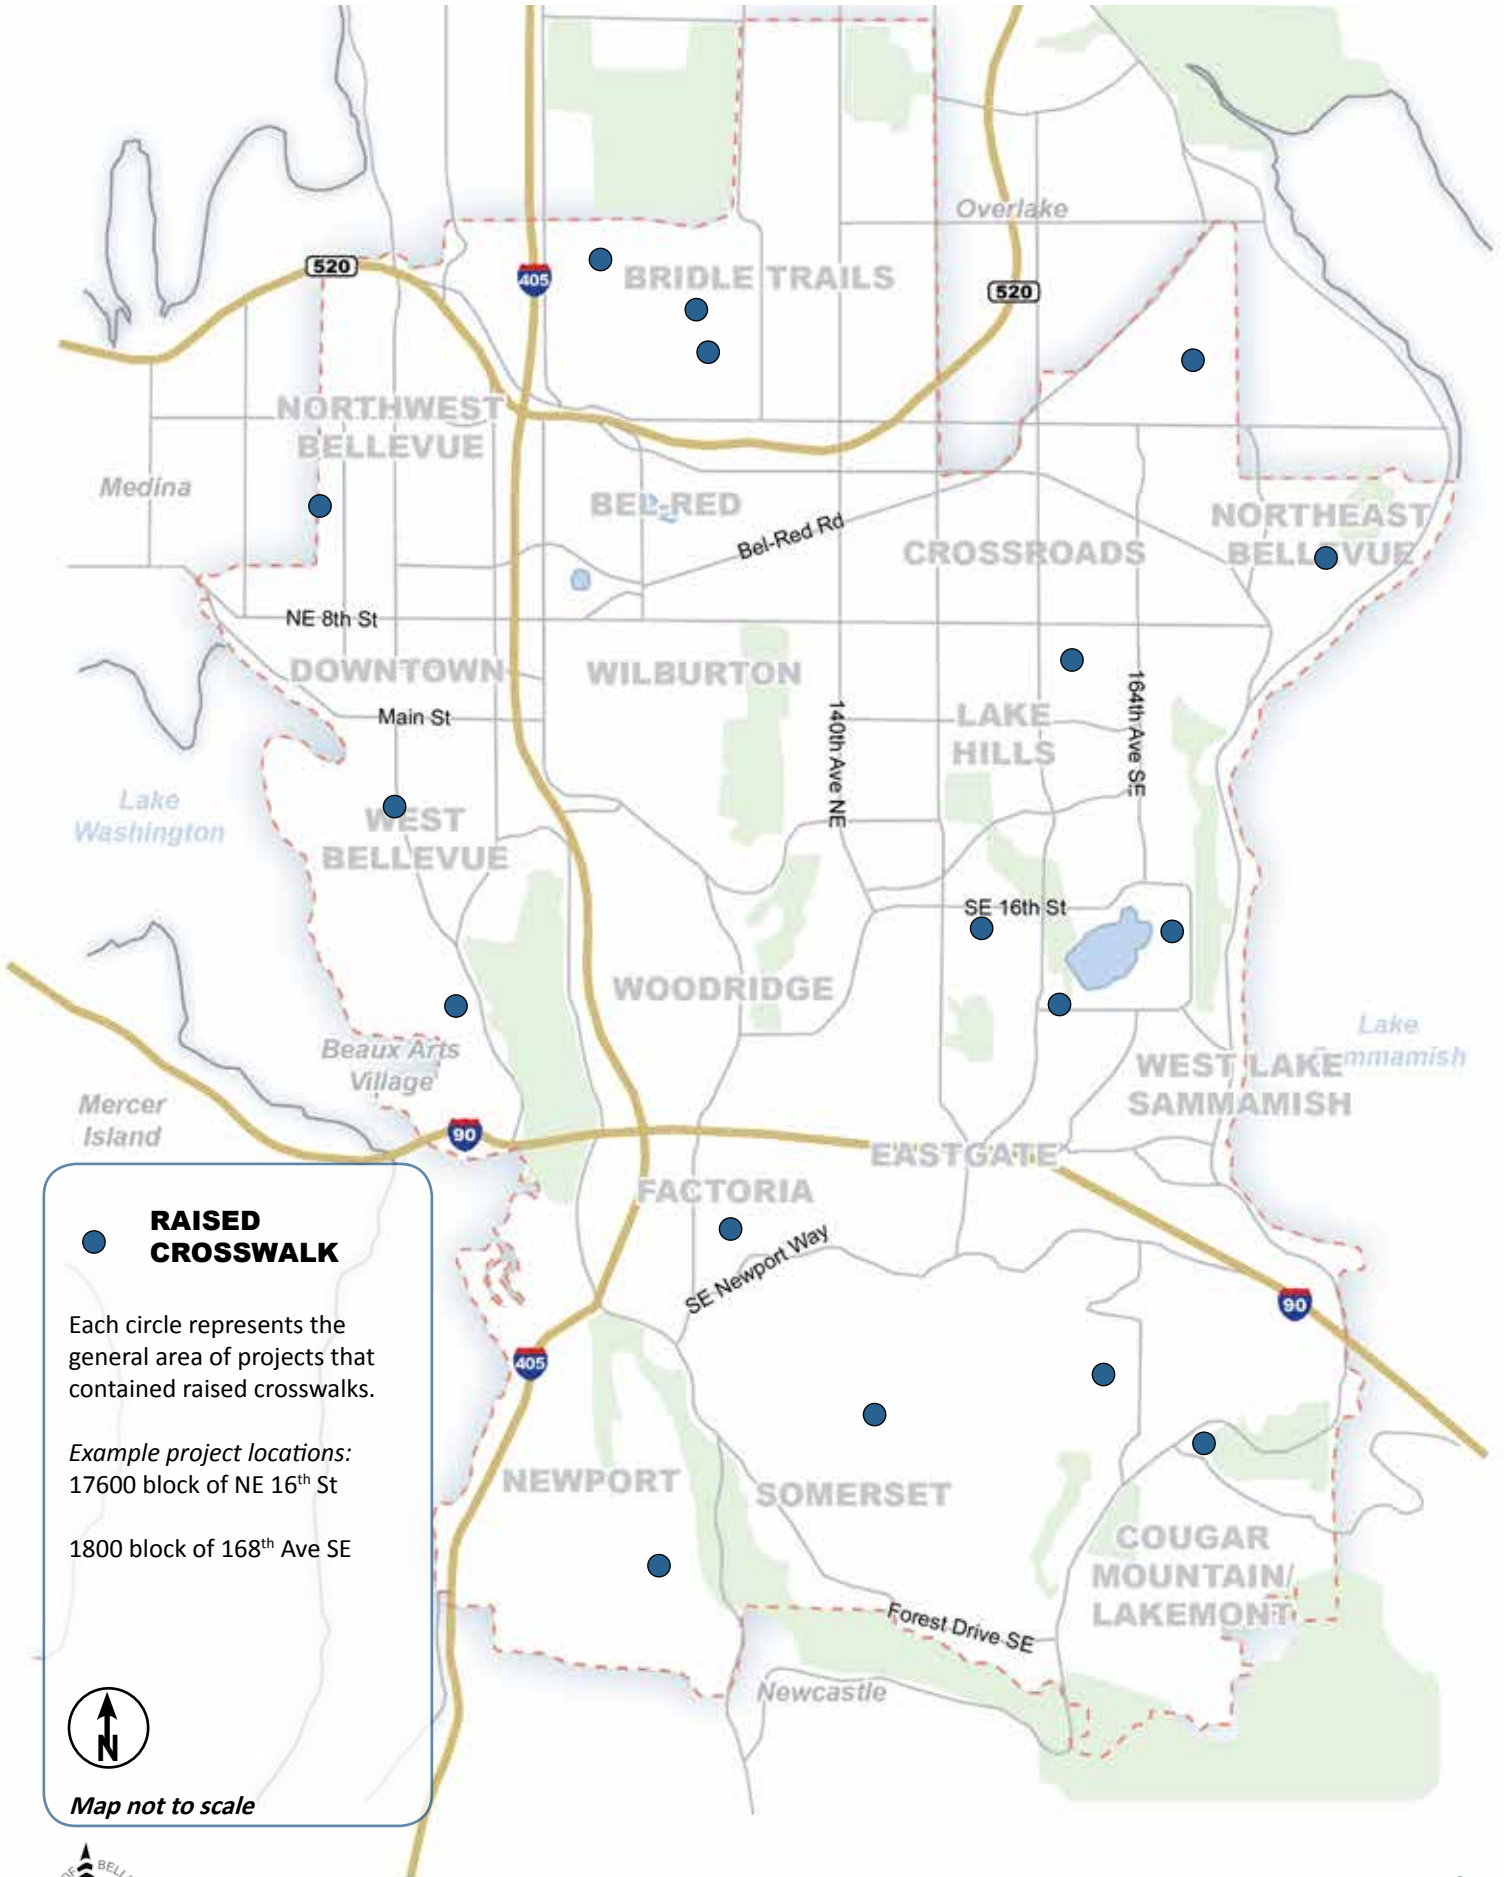 Overlake
520
405
BRIDLE TRAILS
520
NORTHWEST
BELLEVUE
Medina
BEL-RED
Bel-Red Rd
CROSSROADS
NORTHEAST
BELLEVUE
NE 8th St
DOWNTOWN
WILBURTON
Main St
LAKE
HILLS
140th Ave NE
164th Ave SE
Lake
Washington
WEST
BELLEVUE
SE 16th St
WOODRIDGE
Beaux Arts
Village
Lake
WEST LAKE
SAMMAMISH
Mercer
Island
90
EASTGATE
FACTORIA
SE Newport Way
90
405
NEWPORT
SOMERSET
COUGAR
MOUNTAIN/
LAKEMONT
Forest Drive SE
Newcastle
RAISED
CROSSWALK
Each circle represents the
general area of projects that
contained raised crosswalks.
Example project locations:
17600 block of NE 16th St
1800 block of 168th Ave SE
N
Map not to scale